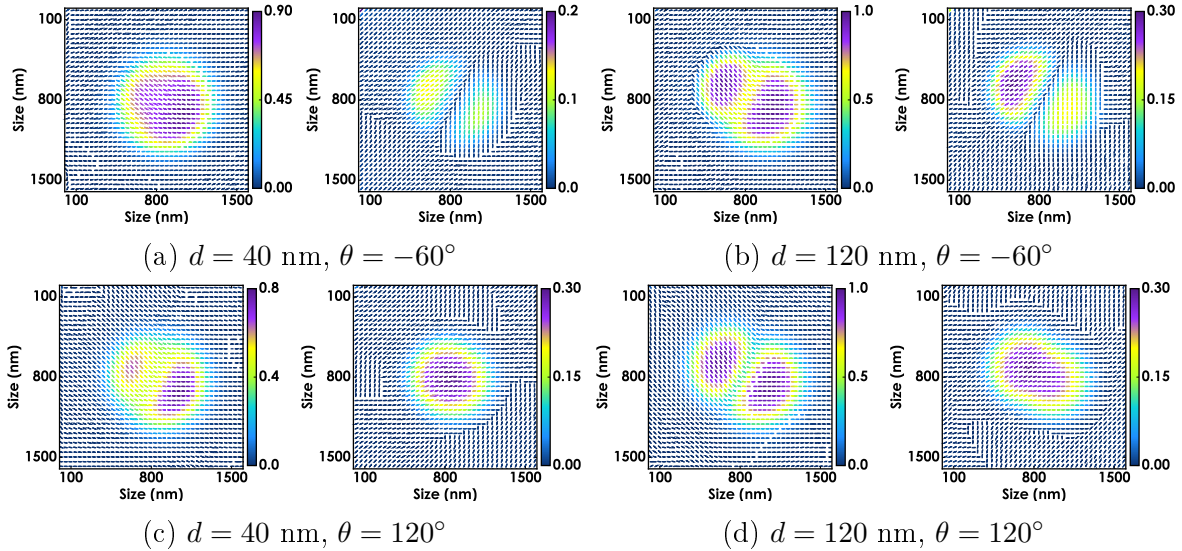 100 0.90 100 0.2 100 1.0 100 0.30
Size (nm) 800 0.45 Size (nm) 800 0.1 Size (nm) 800 0.5 Size (nm) 800 0.15
1500 0.00 1500 0.0 1500 0.0 1500 0.00
100 800 1500 100 800 1500 100 800 1500 100 800 1500
Size (nm) Size (nm) Size (nm) Size (nm)
(a) d = 40 nm, θ = −60° (b) d = 120 nm, θ = −60°
100 0.8 100 0.30 100 1.0 100 0.30
Size (nm) 800 0.4 Size (nm) 800 0.15 Size (nm) 800 0.5 Size (nm) 800 0.15
1500 0.0 1500 0.00 1500 0.0 1500 0.00
100 800 1500 100 800 1500 100 800 1500 100 800 1500
Size (nm) Size (nm) Size (nm) Size (nm)
(c) d = 40 nm, θ = 120° (d) d = 120 nm, θ = 120°